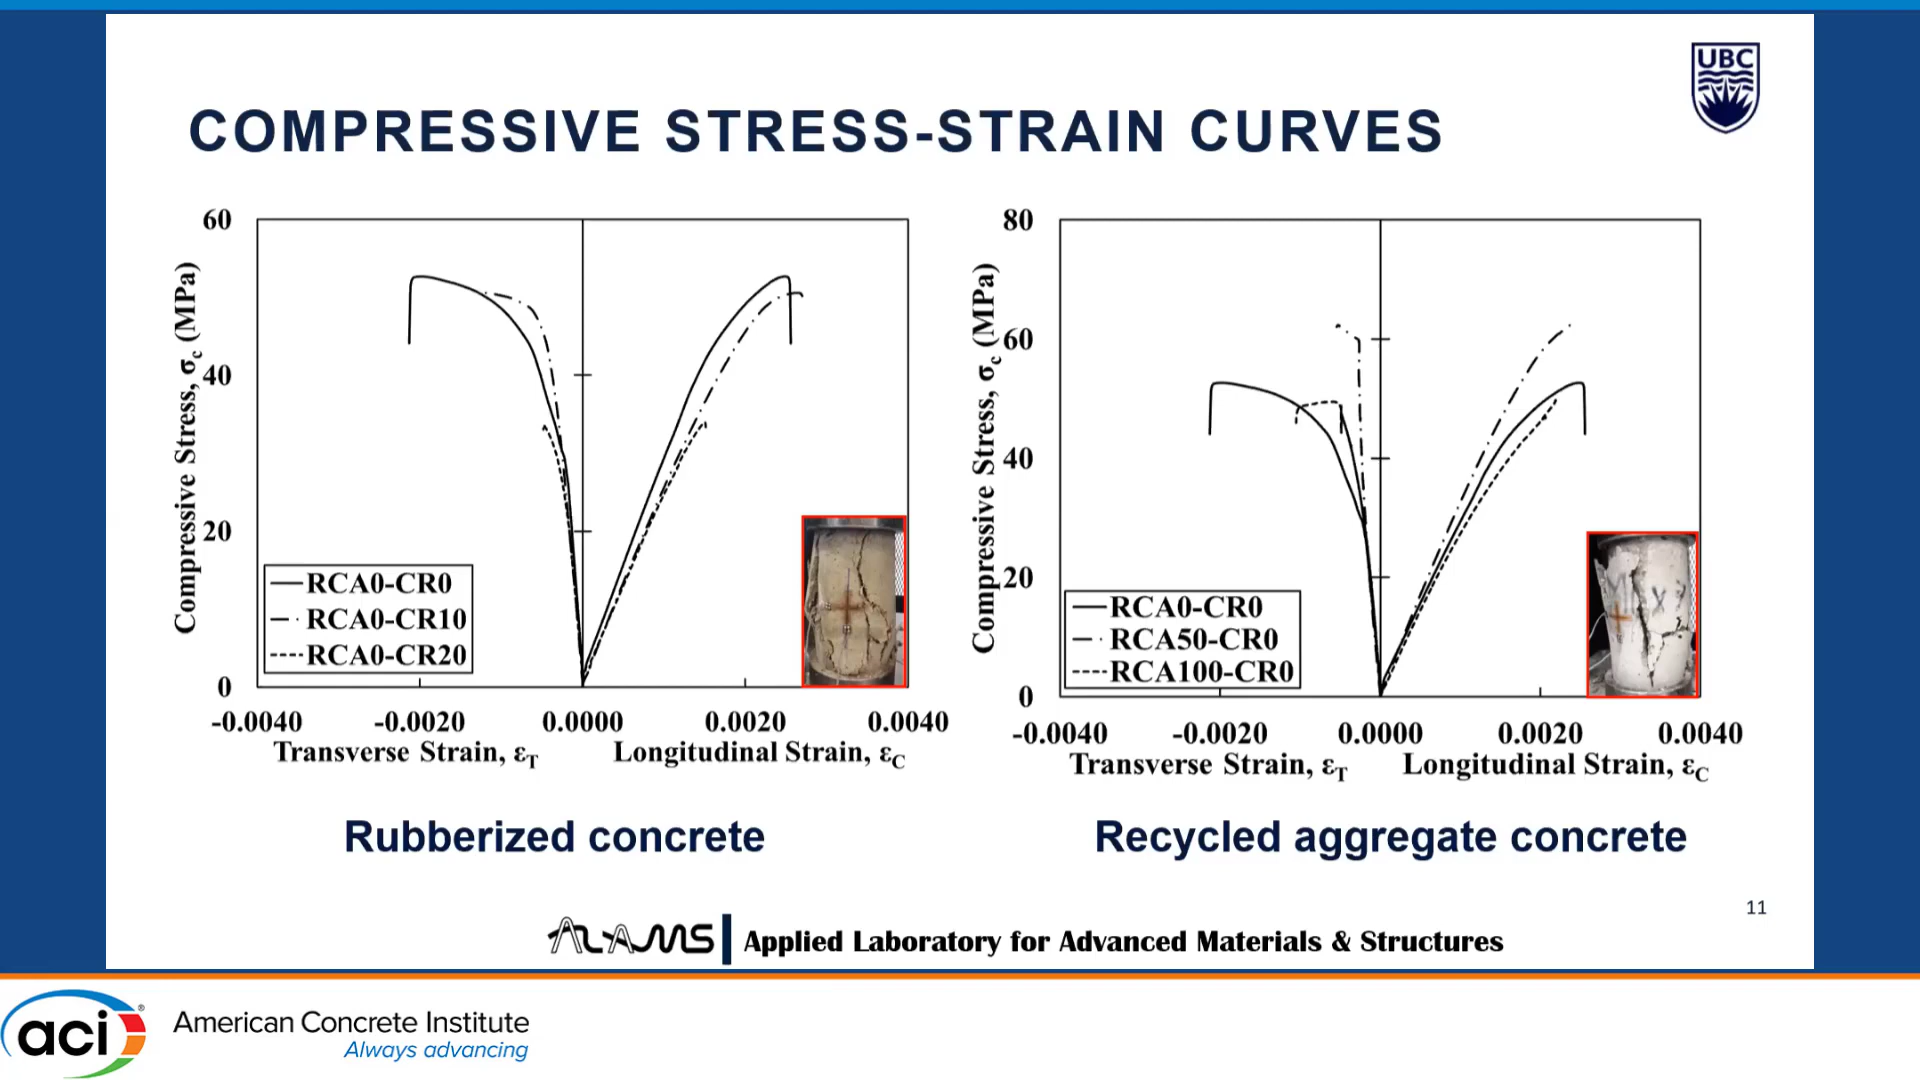 UBC
COMPRESSIVE STRESS-STRAIN CURVES
60
40
20
0
Compressive Stress, σc (MPa)
RCA0-CR0
RCA0-CR10
RCA0-CR20
-0.0040 -0.0020 0.0000 0.0020 0.0040
Transverse Strain, εT Longitudinal Strain, εC
Rubberized concrete
80
60
40
20
0
Compressive Stress, σc (MPa)
RCA0-CR0
RCA50-CR0
RCA100-CR0
-0.0040 -0.0020 0.0000 0.0020 0.0040
Transverse Strain, εT Longitudinal Strain, εC
Recycled aggregate concrete
11
ALAMS Applied Laboratory for Advanced Materials & Structures
aci®
American Concrete Institute
Always advancing